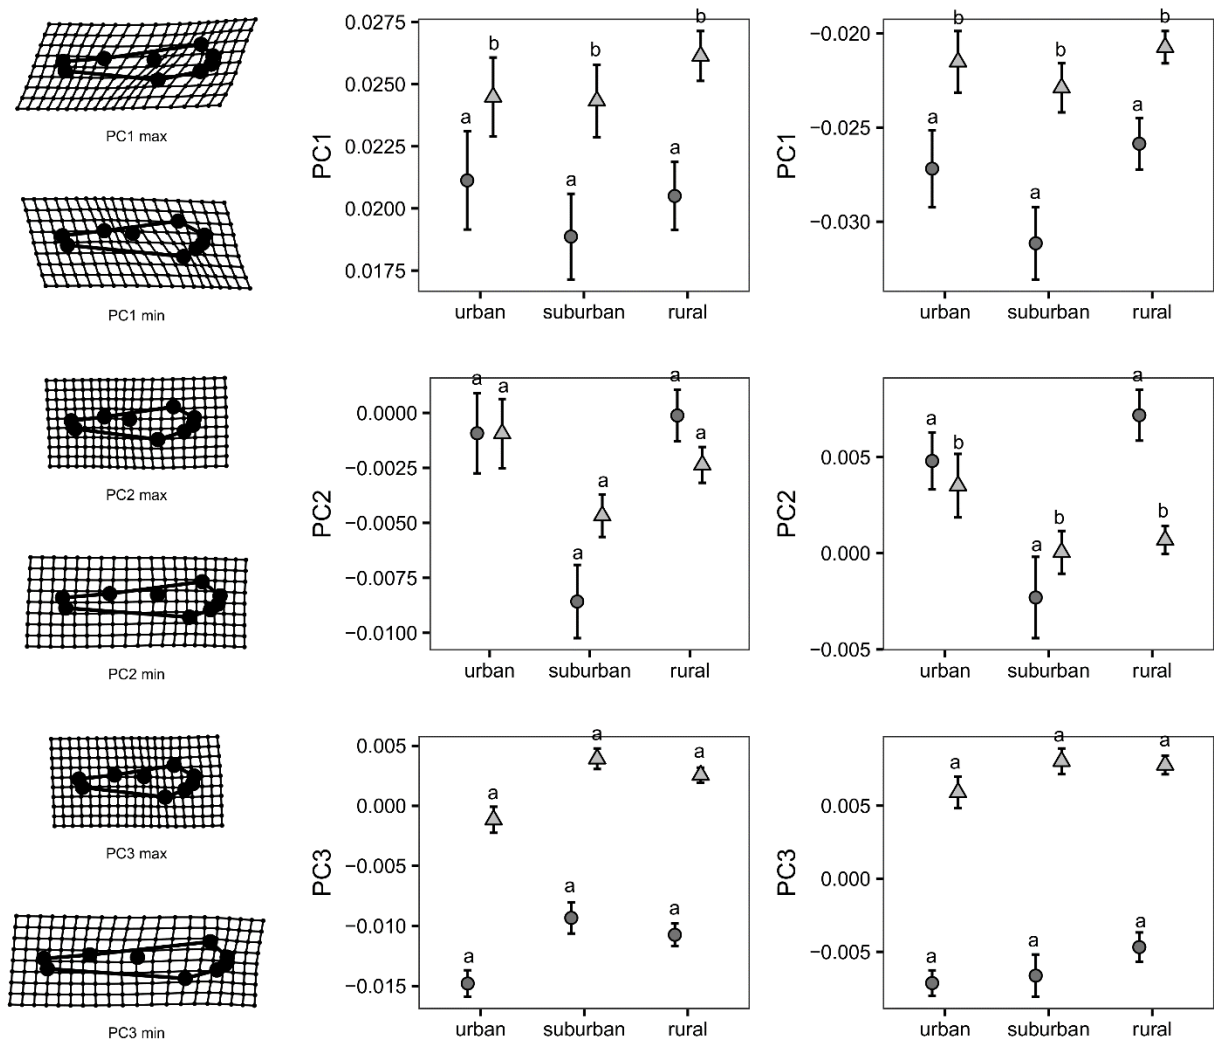 PC1 max
PC1 min
PC1
0.0275
0.0250
0.0225
0.0200
0.0175
a b a b a b
urban suburban rural
PC1
−0.020
−0.025
−0.030
a b a b a b
urban suburban rural
PC2 max
PC2 min
PC2
0.0000
−0.0025
−0.0050
−0.0075
−0.0100
a a a a a a
urban suburban rural
PC2
0.005
0.000
−0.005
a b a b a b
urban suburban rural
PC3 max
PC3 min
PC3
0.005
0.000
−0.005
−0.010
−0.015
a a a a a a
urban suburban rural
PC3
0.005
0.000
−0.005
a a a a a a
urban suburban rural